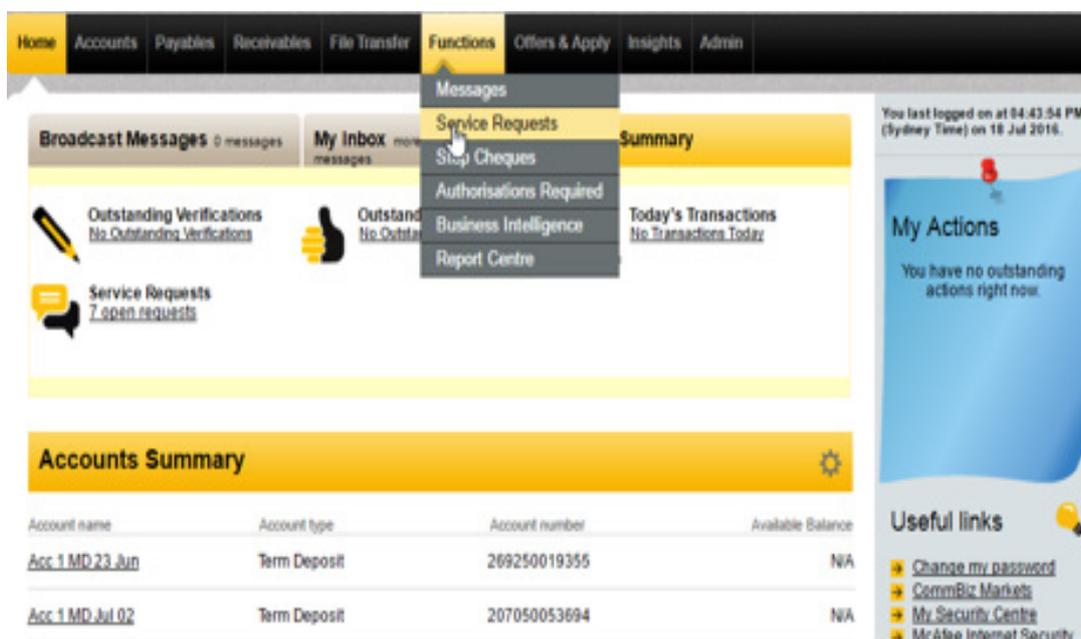 Home Accounts Payables Receivables File Transfer Functions Offers & Apply Insights Admin
Messages
Service Requests
Stop Cheques
Authorisations Required
Business Intelligence
Report Centre
Broadcast Messages 0 messages
My Inbox more
messages
Summary
Outstanding Verifications
No Outstanding Verifications
Outstand
No Outstan
Today's Transactions
No Transactions Today
Service Requests
7 open requests
You last logged on at 04:43:54 PM
(Sydney Time) on 18 Jul 2016.
My Actions
You have no outstanding
actions right now.
Accounts Summary
Account name Account type Account number Available Balance
Acc 1 MD 23 Jun Term Deposit 269250019355 N/A
Acc 1 MD Jul 02 Term Deposit 207050053694 N/A
Useful links
Change my password
CommBiz Markets
My Security Centre
McAfee Internet Security